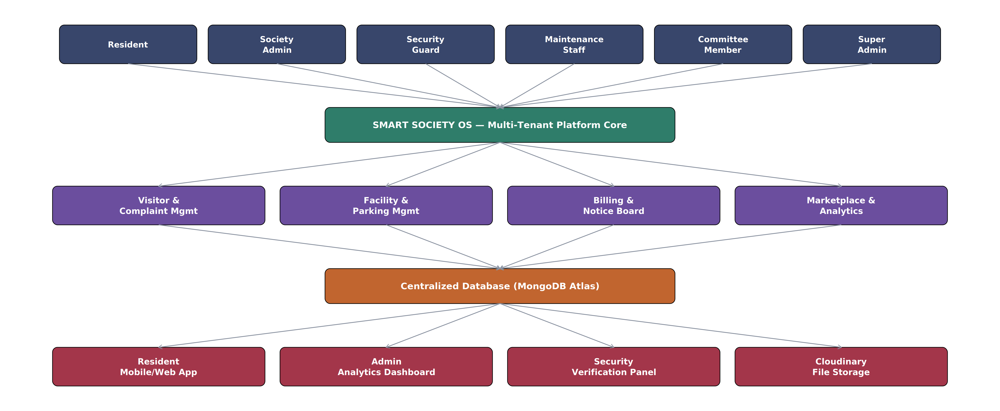 Resident
Society
Admin
Security
Guard
Maintenance
Staff
Committee
Member
Super
Admin
SMART SOCIETY OS — Multi-Tenant Platform Core
Visitor &
Complaint Mgmt
Facility &
Parking Mgmt
Billing &
Notice Board
Marketplace &
Analytics
Centralized Database (MongoDB Atlas)
Resident
Mobile/Web App
Admin
Analytics Dashboard
Security
Verification Panel
Cloudinary
File Storage